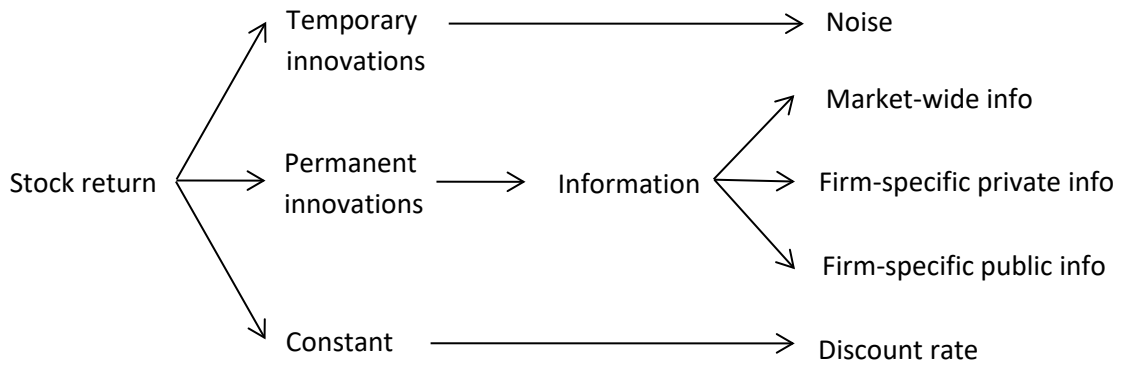 Temporary
innovations
Noise
Market-wide info
Stock return
Permanent
innovations
Information
Firm-specific private info
Firm-specific public info
Constant
Discount rate